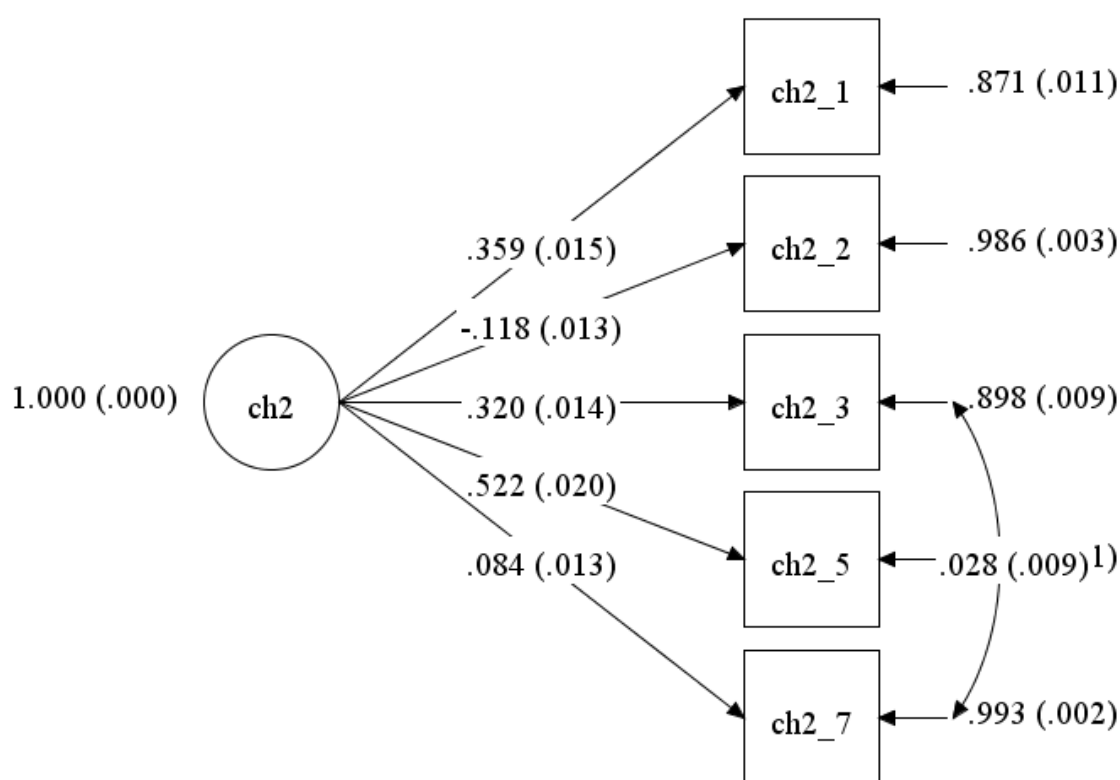 ch2_1
.871 (.011)
.359 (.015)
ch2_2
.986 (.003)
-.118 (.013)
1.000 (.000)
ch2
.320 (.014)
ch2_3
.898 (.009)
.522 (.020)
ch2_5
.028 (.009)
1)
.084 (.013)
ch2_7
.993 (.002)